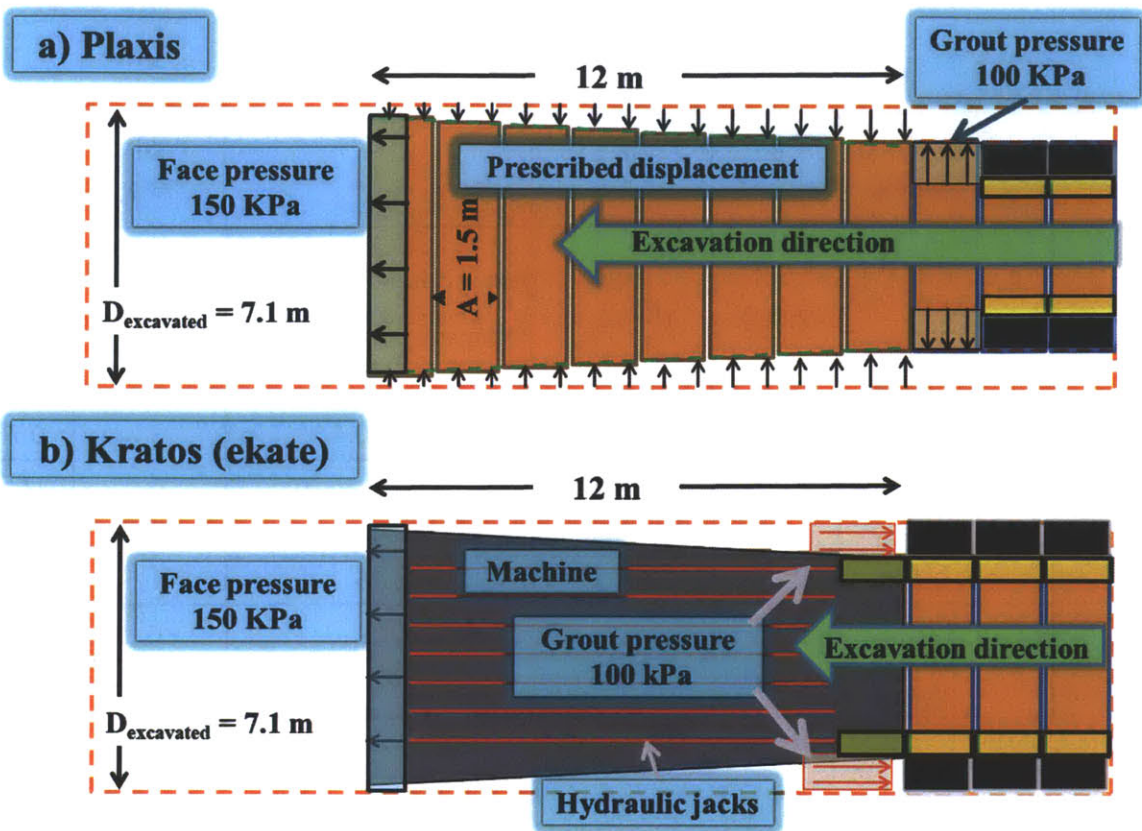 a) Plaxis
Grout pressure
100 KPa
12 m
Face pressure
150 KPa
Prescribed displacement
Excavation direction
A = 1.5 m
Dexcavated = 7.1 m
b) Kratos (ekate)
12 m
Face pressure
150 KPa
Machine
Grout pressure
100 kPa
Excavation direction
Dexcavated = 7.1 m
Hydraulic jacks